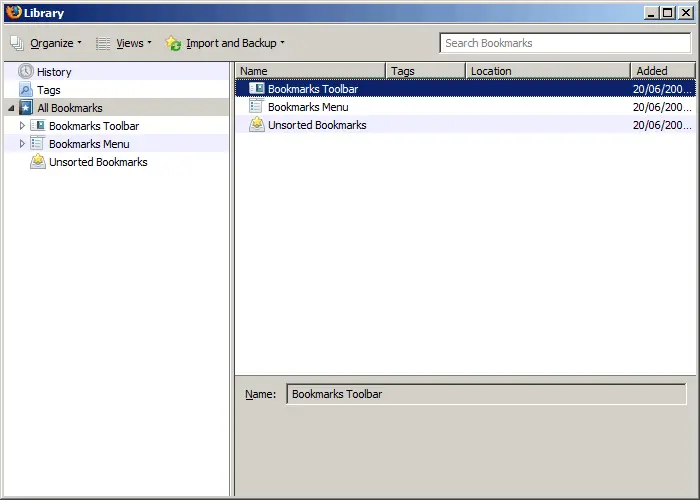 Library
Organize Views Import and Backup Search Bookmarks
History
Tags
All Bookmarks
Bookmarks Toolbar
Bookmarks Menu
Unsorted Bookmarks
Name Tags Location Added
Bookmarks Toolbar 20/06/200...
Bookmarks Menu 20/06/200...
Unsorted Bookmarks 20/06/200...
Name: Bookmarks Toolbar